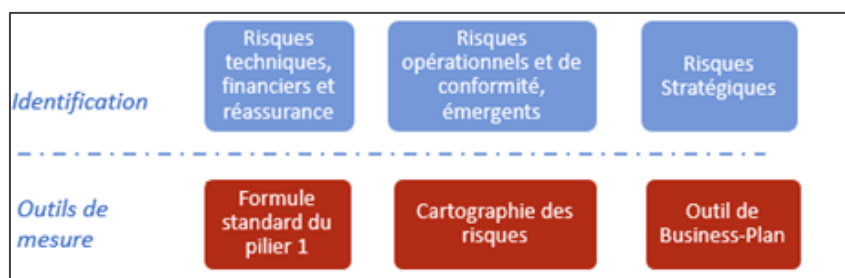 Identification
Risques
techniques,
financiers et
réassurance
Risques
opérationnels et de
conformité,
émergents
Risques
Stratégiques
Outils de
mesure
Formule
standard du
pilier 1
Cartographie des
risques
Outil de
Business-Plan